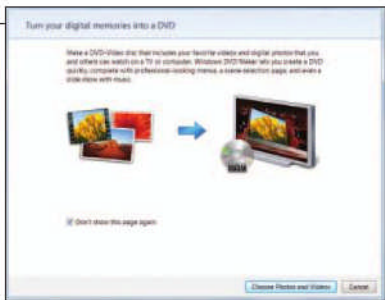 Turn your digital memories into a DVD
Make a DVD-Video disc that includes your favorite videos and digital photos that you
and others can watch on a TV or computer. Windows DVD Maker lets you create a DVD
quickly, complete with professional-looking menus, a scene-selection page, and even a
slide show with music.
DVD
Don't show this page again
Choose Photos and Videos
Cancel